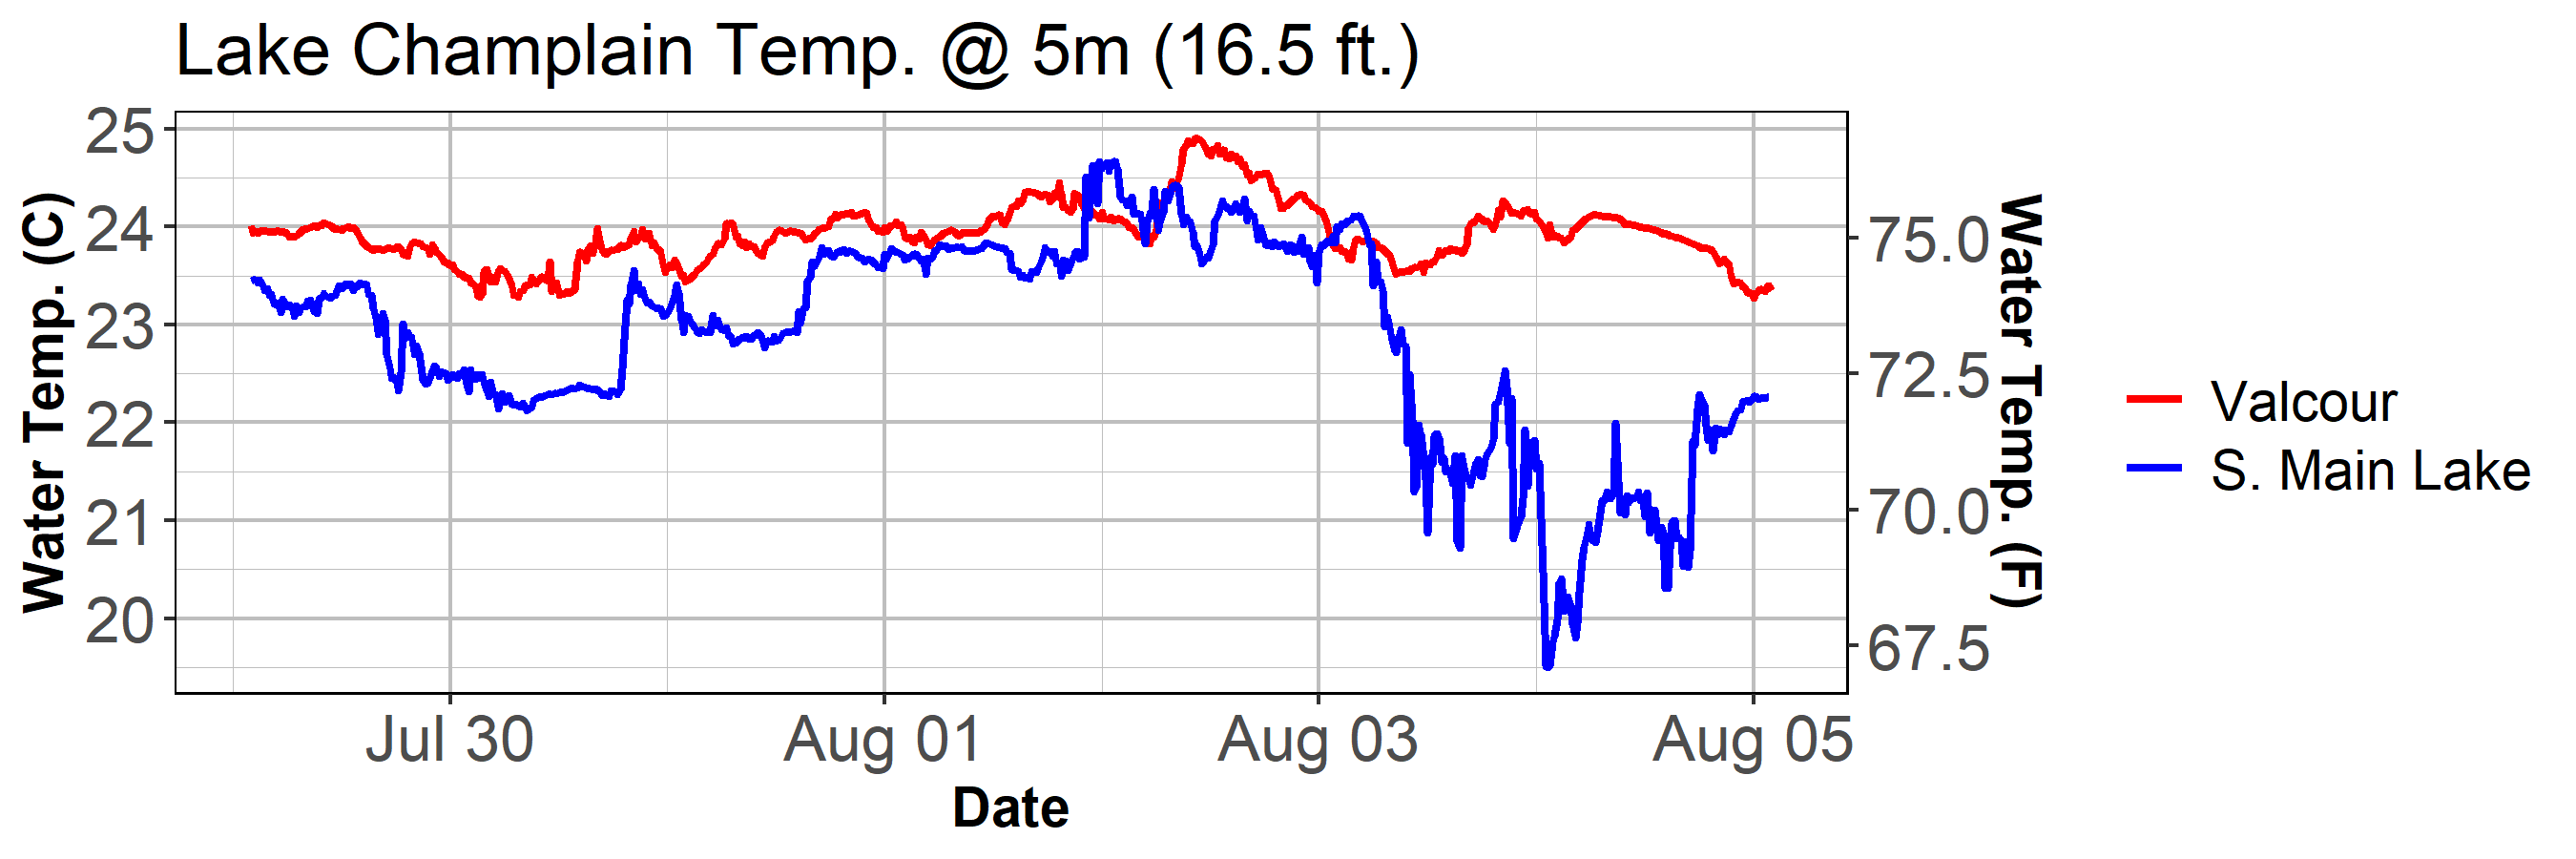 Lake Champlain Temp. @ 5m (16.5 ft.)
Water Temp. (C)
25
24
23
22
21
20
75.0
72.5
70.0
67.5
Water Temp. (F)
Jul 30
Aug 01
Aug 03
Aug 05
Date
Valcour
S. Main Lake